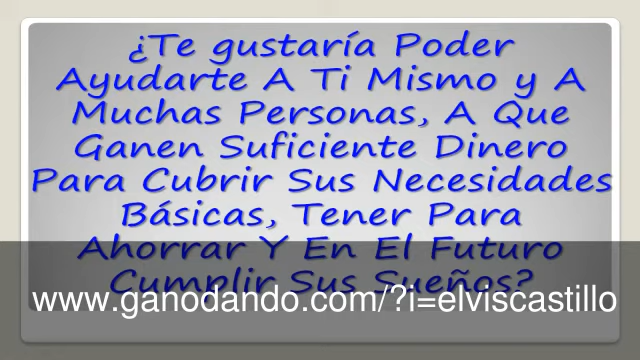 ¿Te gustaría Poder
Ayudarte A Ti Mismo y A
Muchas Personas, A Que
Ganen Suficiente Dinero
Para Cubrir Sus Necesidades
Básicas, Tener Para
Ahorrar Y En El Futuro
Cumplir Sus Sueños?
www.ganodando.com/?i=elviscastillo